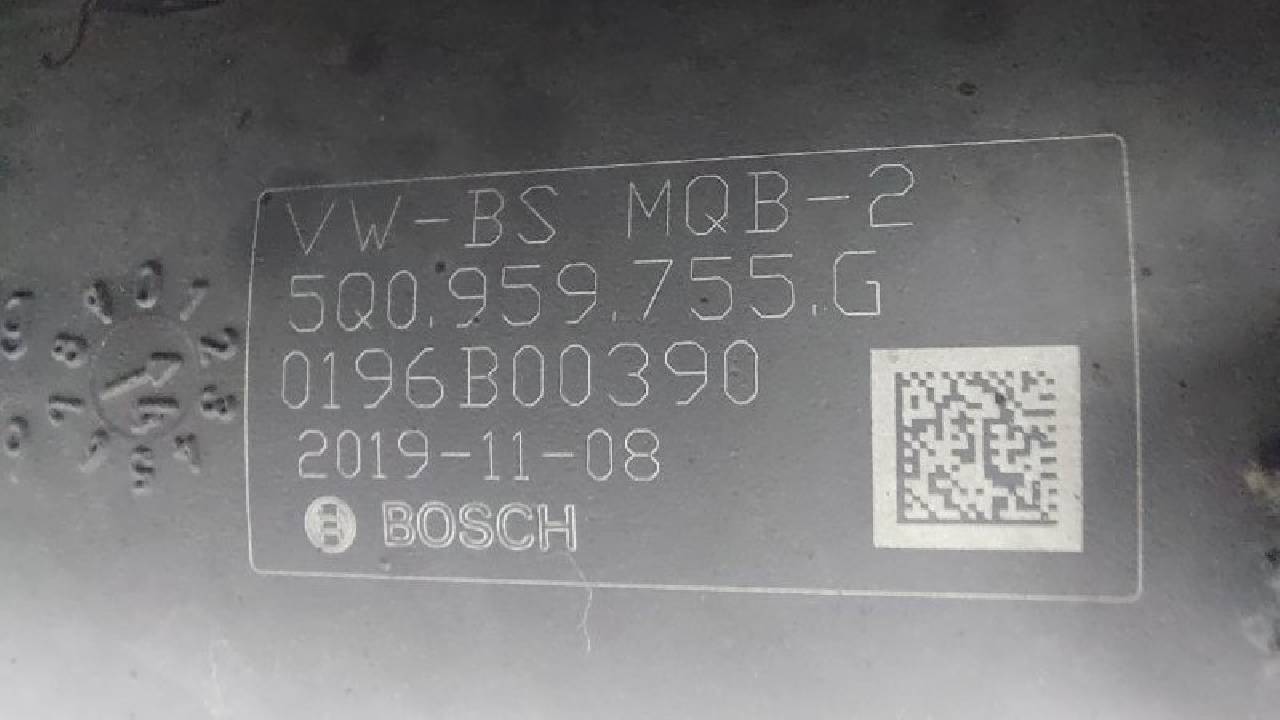 VW-BS MQB-2
5Q0.959.755.G
0196B00390
2019-11-08
BOSCH